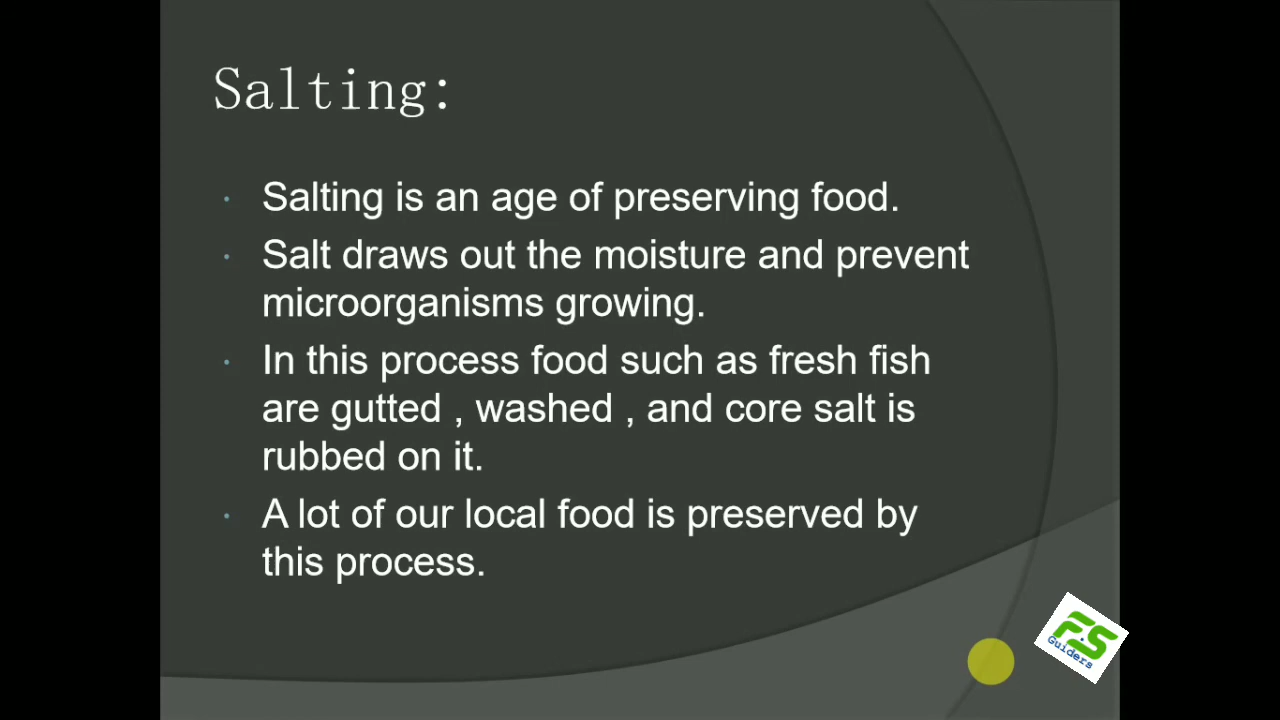 Salting:
· Salting is an age of preserving food.
· Salt draws out the moisture and prevent
microorganisms growing.
· In this process food such as fresh fish
are gutted , washed , and core salt is
rubbed on it.
· A lot of our local food is preserved by
this process.
F.S
Guiders